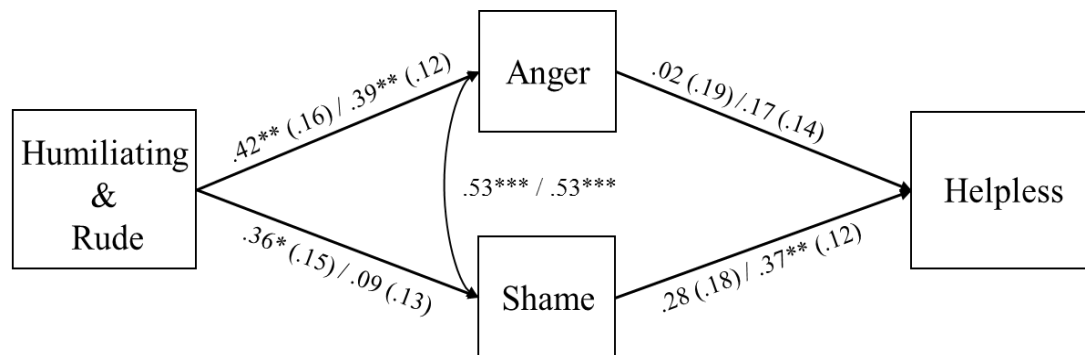 Humiliating
&
Rude
.42** (.16) / .39** (.12)
.36* (.15) / .09 (.13)
Anger
.53*** / .53***
Shame
.02 (.19) /.17 (.14)
.28 (.18) / .37** (.12)
Helpless